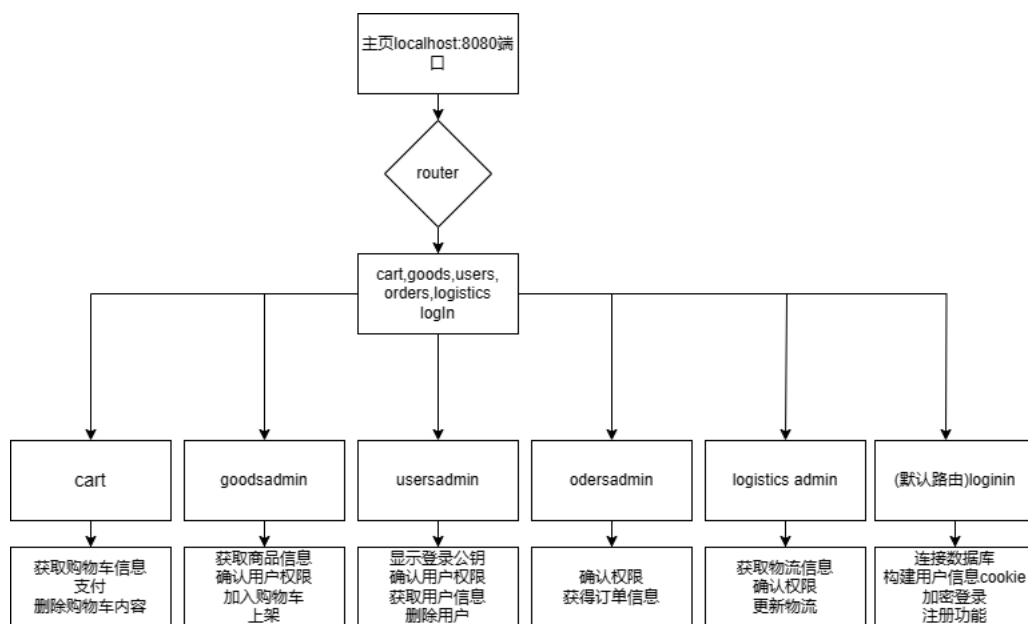 主页localhost:8080端
口
router
cart,goods,users,
orders,logistics
logIn
cart
goodsadmin
usersadmin
odersadmin
logistics admin
(默认路由)loginin
获取购物车信息
支付
删除购物车内容
获取商品信息
确认用户权限
加入购物车
上架
显示登录公钥
确认用户权限
获取用户信息
删除用户
确认权限
获得订单信息
获取物流信息
确认权限
更新物流
连接数据库
构建用户信息cookie
加密登录
注册功能